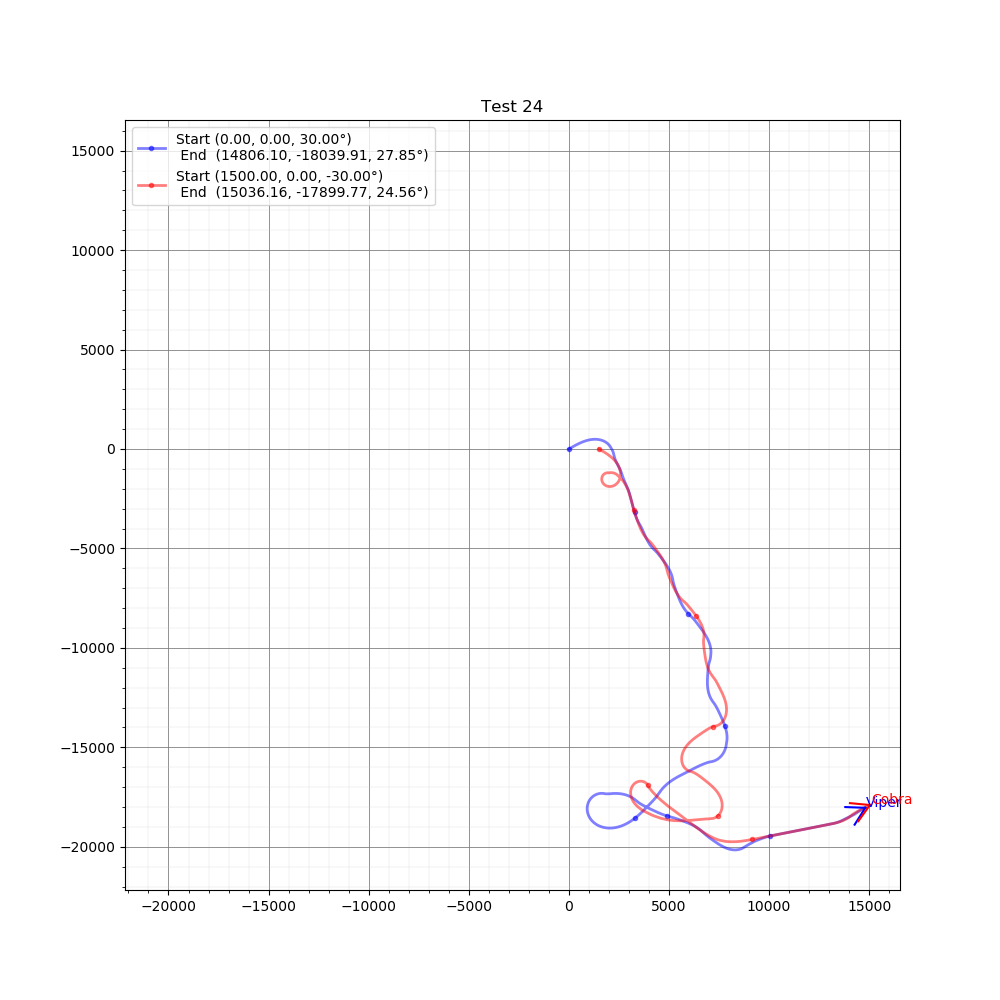 Test 24
Start (0.00, 0.00, 30.00°)
End  (14806.10, -18039.91, 27.85°)
Start (1500.00, 0.00, -30.00°)
End  (15036.16, -17899.77, 24.56°)
15000
10000
5000
0
−5000
−10000
−15000
−20000
Cobra
Viper
−20000 −15000 −10000 −5000 0 5000 10000 15000